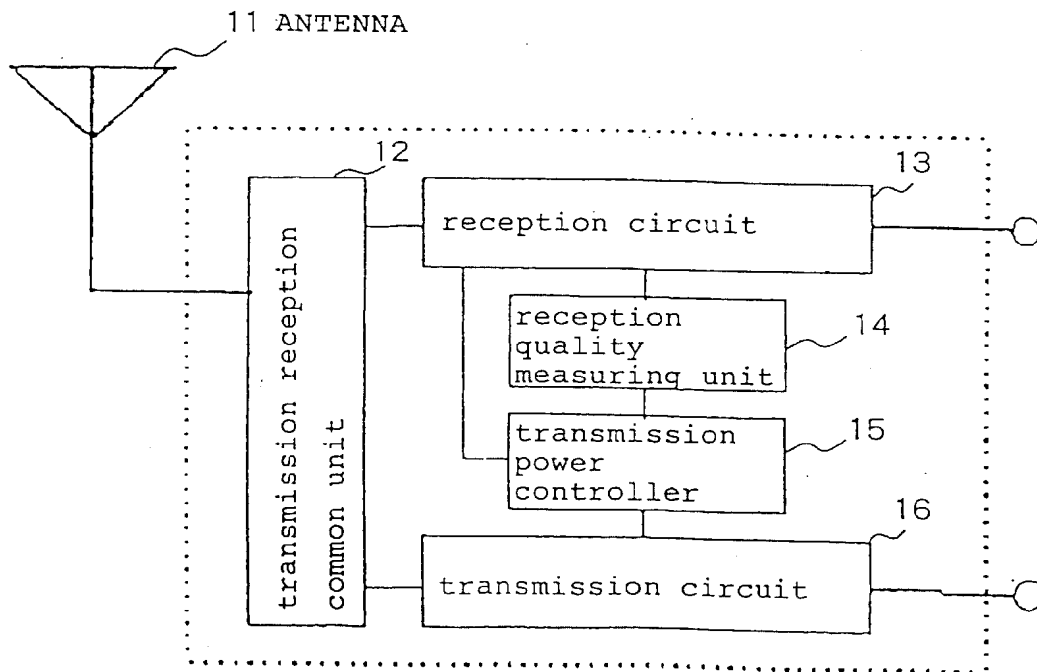 11 ANTENNA
12
13
reception circuit
transmission reception
common unit
reception
quality
measuring unit
14
transmission
power
controller
15
16
transmission circuit